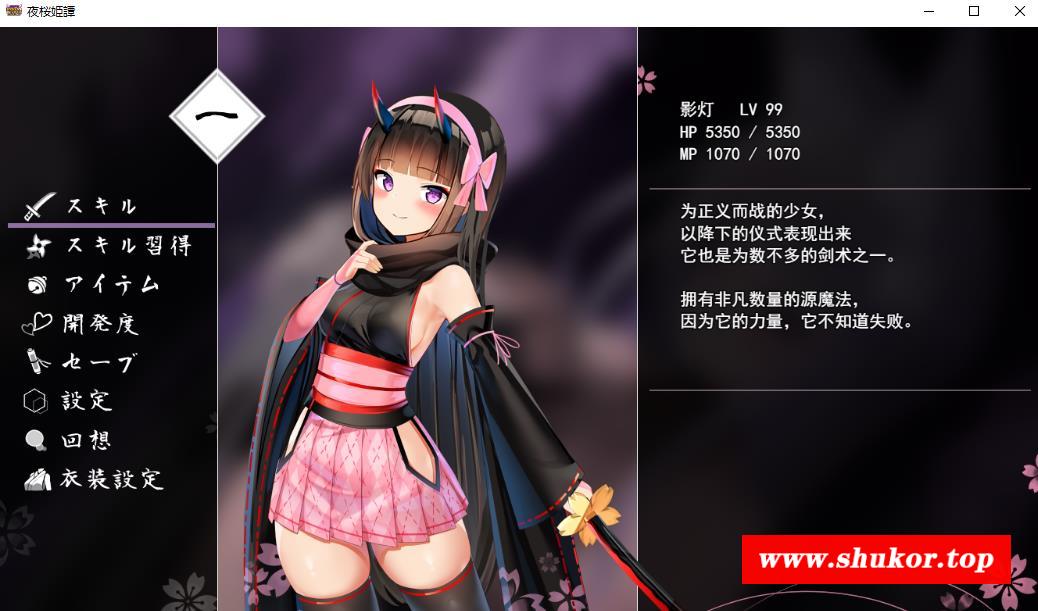 夜桜姫譚
一
スキル
スキル習得
アイテム
開発度
セーブ
設定
回想
衣装設定
影灯 LV 99
HP 5350 / 5350
MP 1070 / 1070
为正义而战的少女，
以降下的仪式表现出来
它也是为数不多的剑术之一。
拥有非凡数量的源魔法，
因为它的力量，它不知道失败。
www.shukor.top